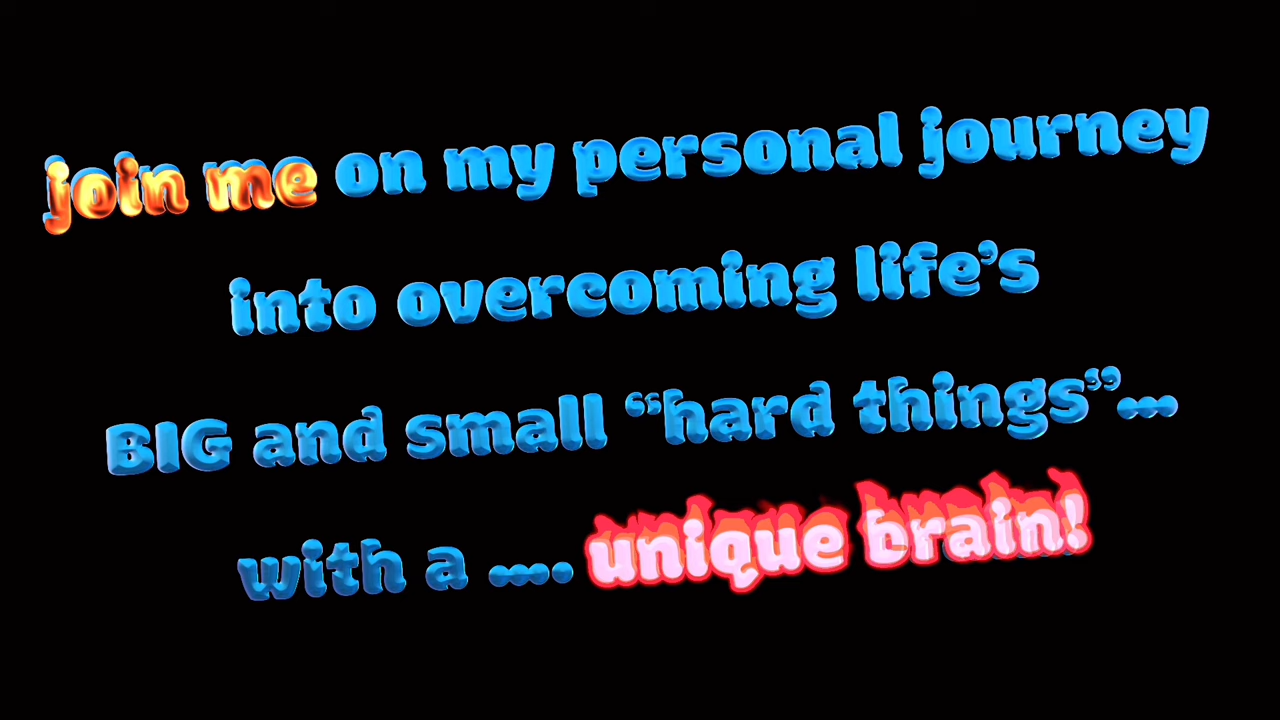 join me on my personal journey
into overcoming life’s
BIG and small “hard things”...
with a .... unique brain!